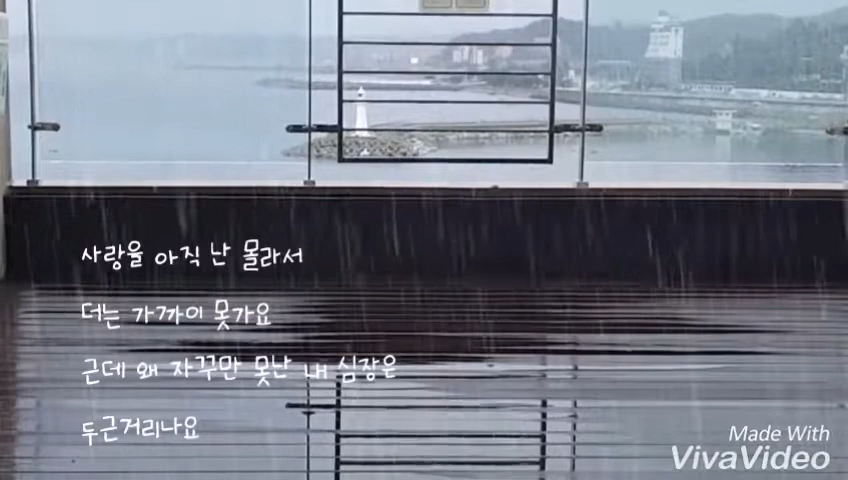 사랑을 아직 난 몰라서
더는 가까이 못가요
근데 왜 자꾸만 못난 내 심장은
두근거리나요
Made With
VivaVideo